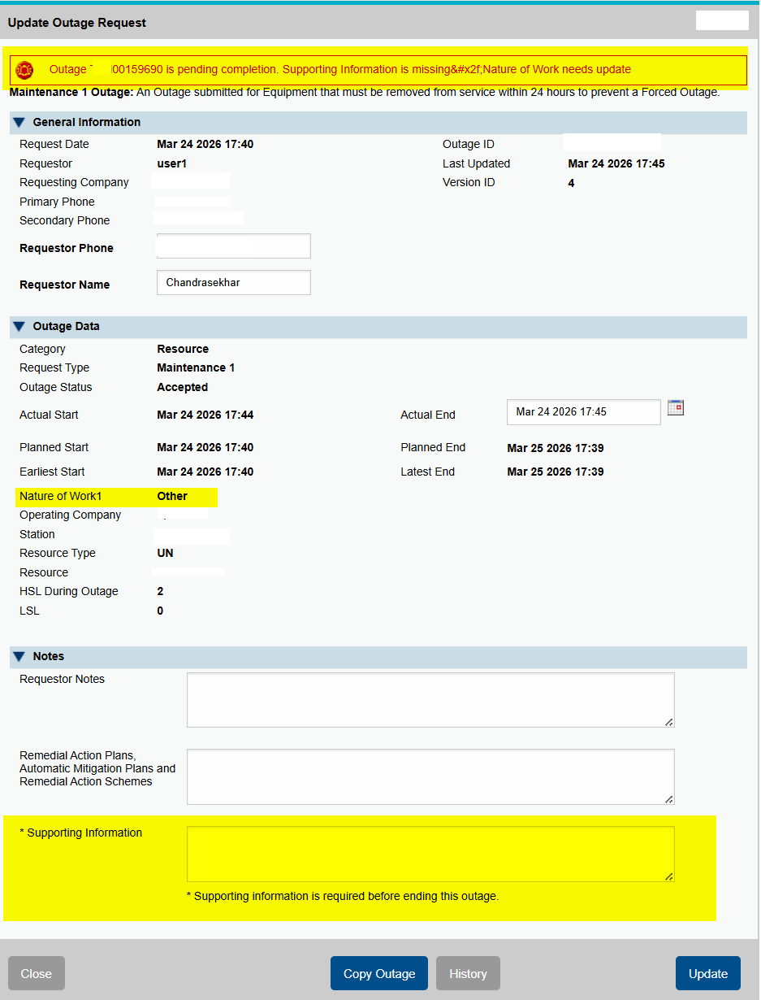 Update Outage Request
Outage 00159690 is pending completion. Supporting Information is missing&#x2f;Nature of Work needs update
Maintenance 1 Outage: An Outage submitted for Equipment that must be removed from service within 24 hours to prevent a Forced Outage.
General Information
Request Date Mar 24 2026 17:40 Outage ID
Requestor user1 Last Updated Mar 24 2026 17:45
Requesting Company Version ID 4
Primary Phone
Secondary Phone
Requestor Phone
Requestor Name Chandrasekhar
Outage Data
Category Resource
Request Type Maintenance 1
Outage Status Accepted
Actual Start Mar 24 2026 17:44 Actual End Mar 24 2026 17:45
Planned Start Mar 24 2026 17:40 Planned End Mar 25 2026 17:39
Earliest Start Mar 24 2026 17:40 Latest End Mar 25 2026 17:39
Nature of Work1 Other
Operating Company
Station
Resource Type UN
Resource
HSL During Outage 2
LSL 0
Notes
Requestor Notes
Remedial Action Plans,
Automatic Mitigation Plans and
Remedial Action Schemes
* Supporting Information
* Supporting information is required before ending this outage.
Close Copy Outage History Update